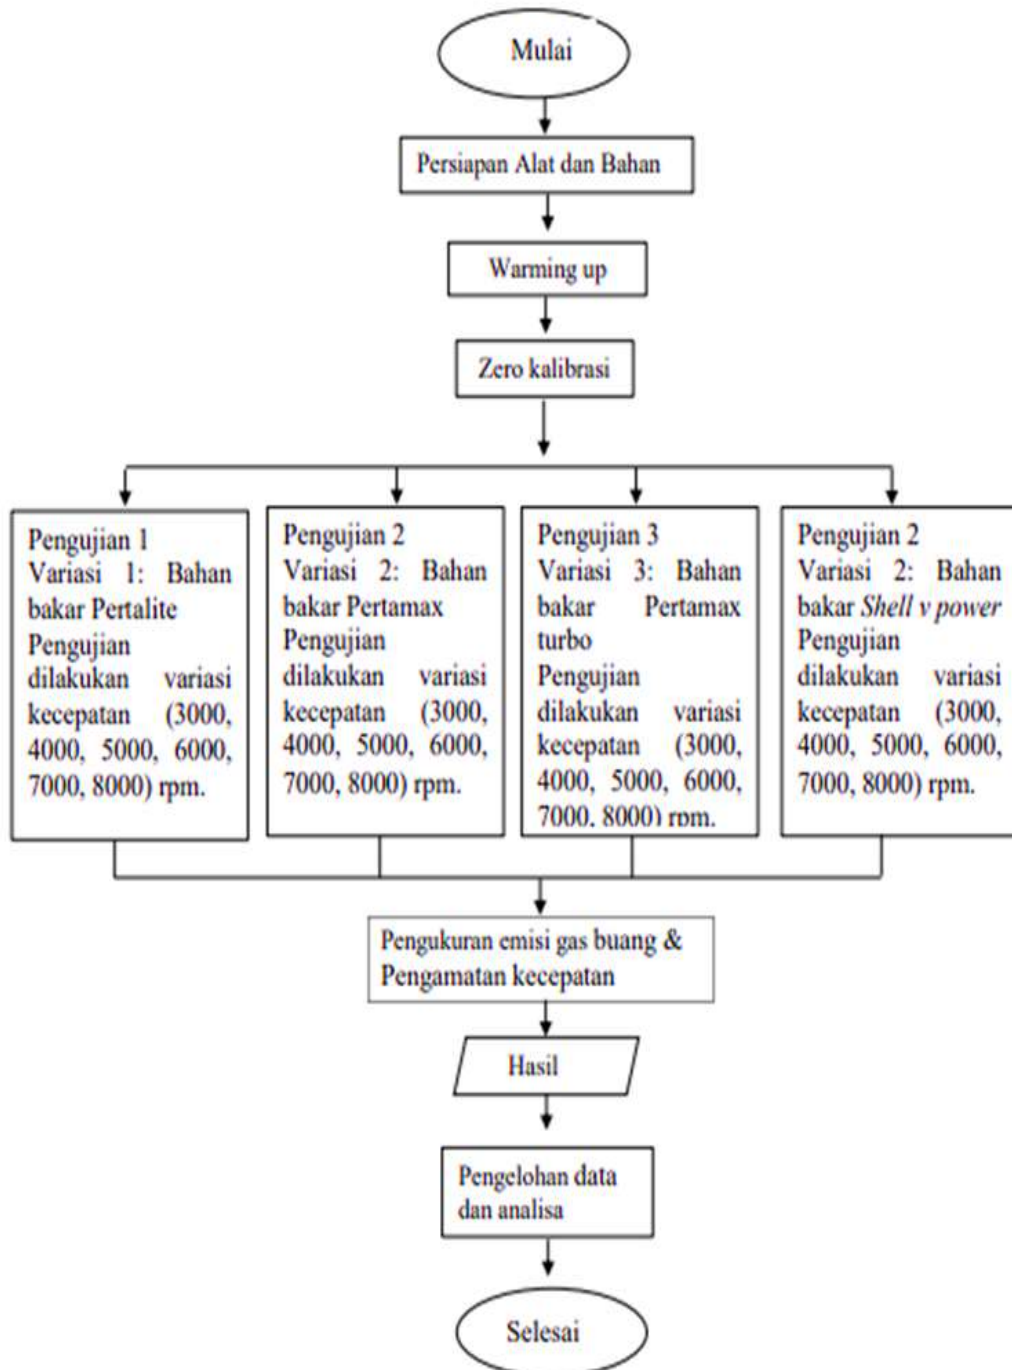 Mulai
Persiapan Alat dan Bahan
Warming up
Zero kalibrasi
Pengujian 1
Variasi 1: Bahan
bakar Pertalite
Pengujian
dilakukan variasi
kecepatan (3000,
4000, 5000, 6000,
7000, 8000) rpm.
Pengujian 2
Variasi 2: Bahan
bakar Pertamax
Pengujian
dilakukan variasi
kecepatan (3000,
4000, 5000, 6000,
7000, 8000) rpm.
Pengujian 3
Variasi 3: Bahan
bakar Pertamax
turbo
Pengujian
dilakukan variasi
kecepatan (3000,
4000, 5000, 6000,
7000, 8000) rpm.
Pengujian 2
Variasi 2: Bahan
bakar Shell v power
Pengujian
dilakukan variasi
kecepatan (3000,
4000, 5000, 6000,
7000, 8000) rpm.
Pengukuran emisi gas buang &
Pengamatan kecepatan
Hasil
Pengelohan data
dan analisa
Selesai